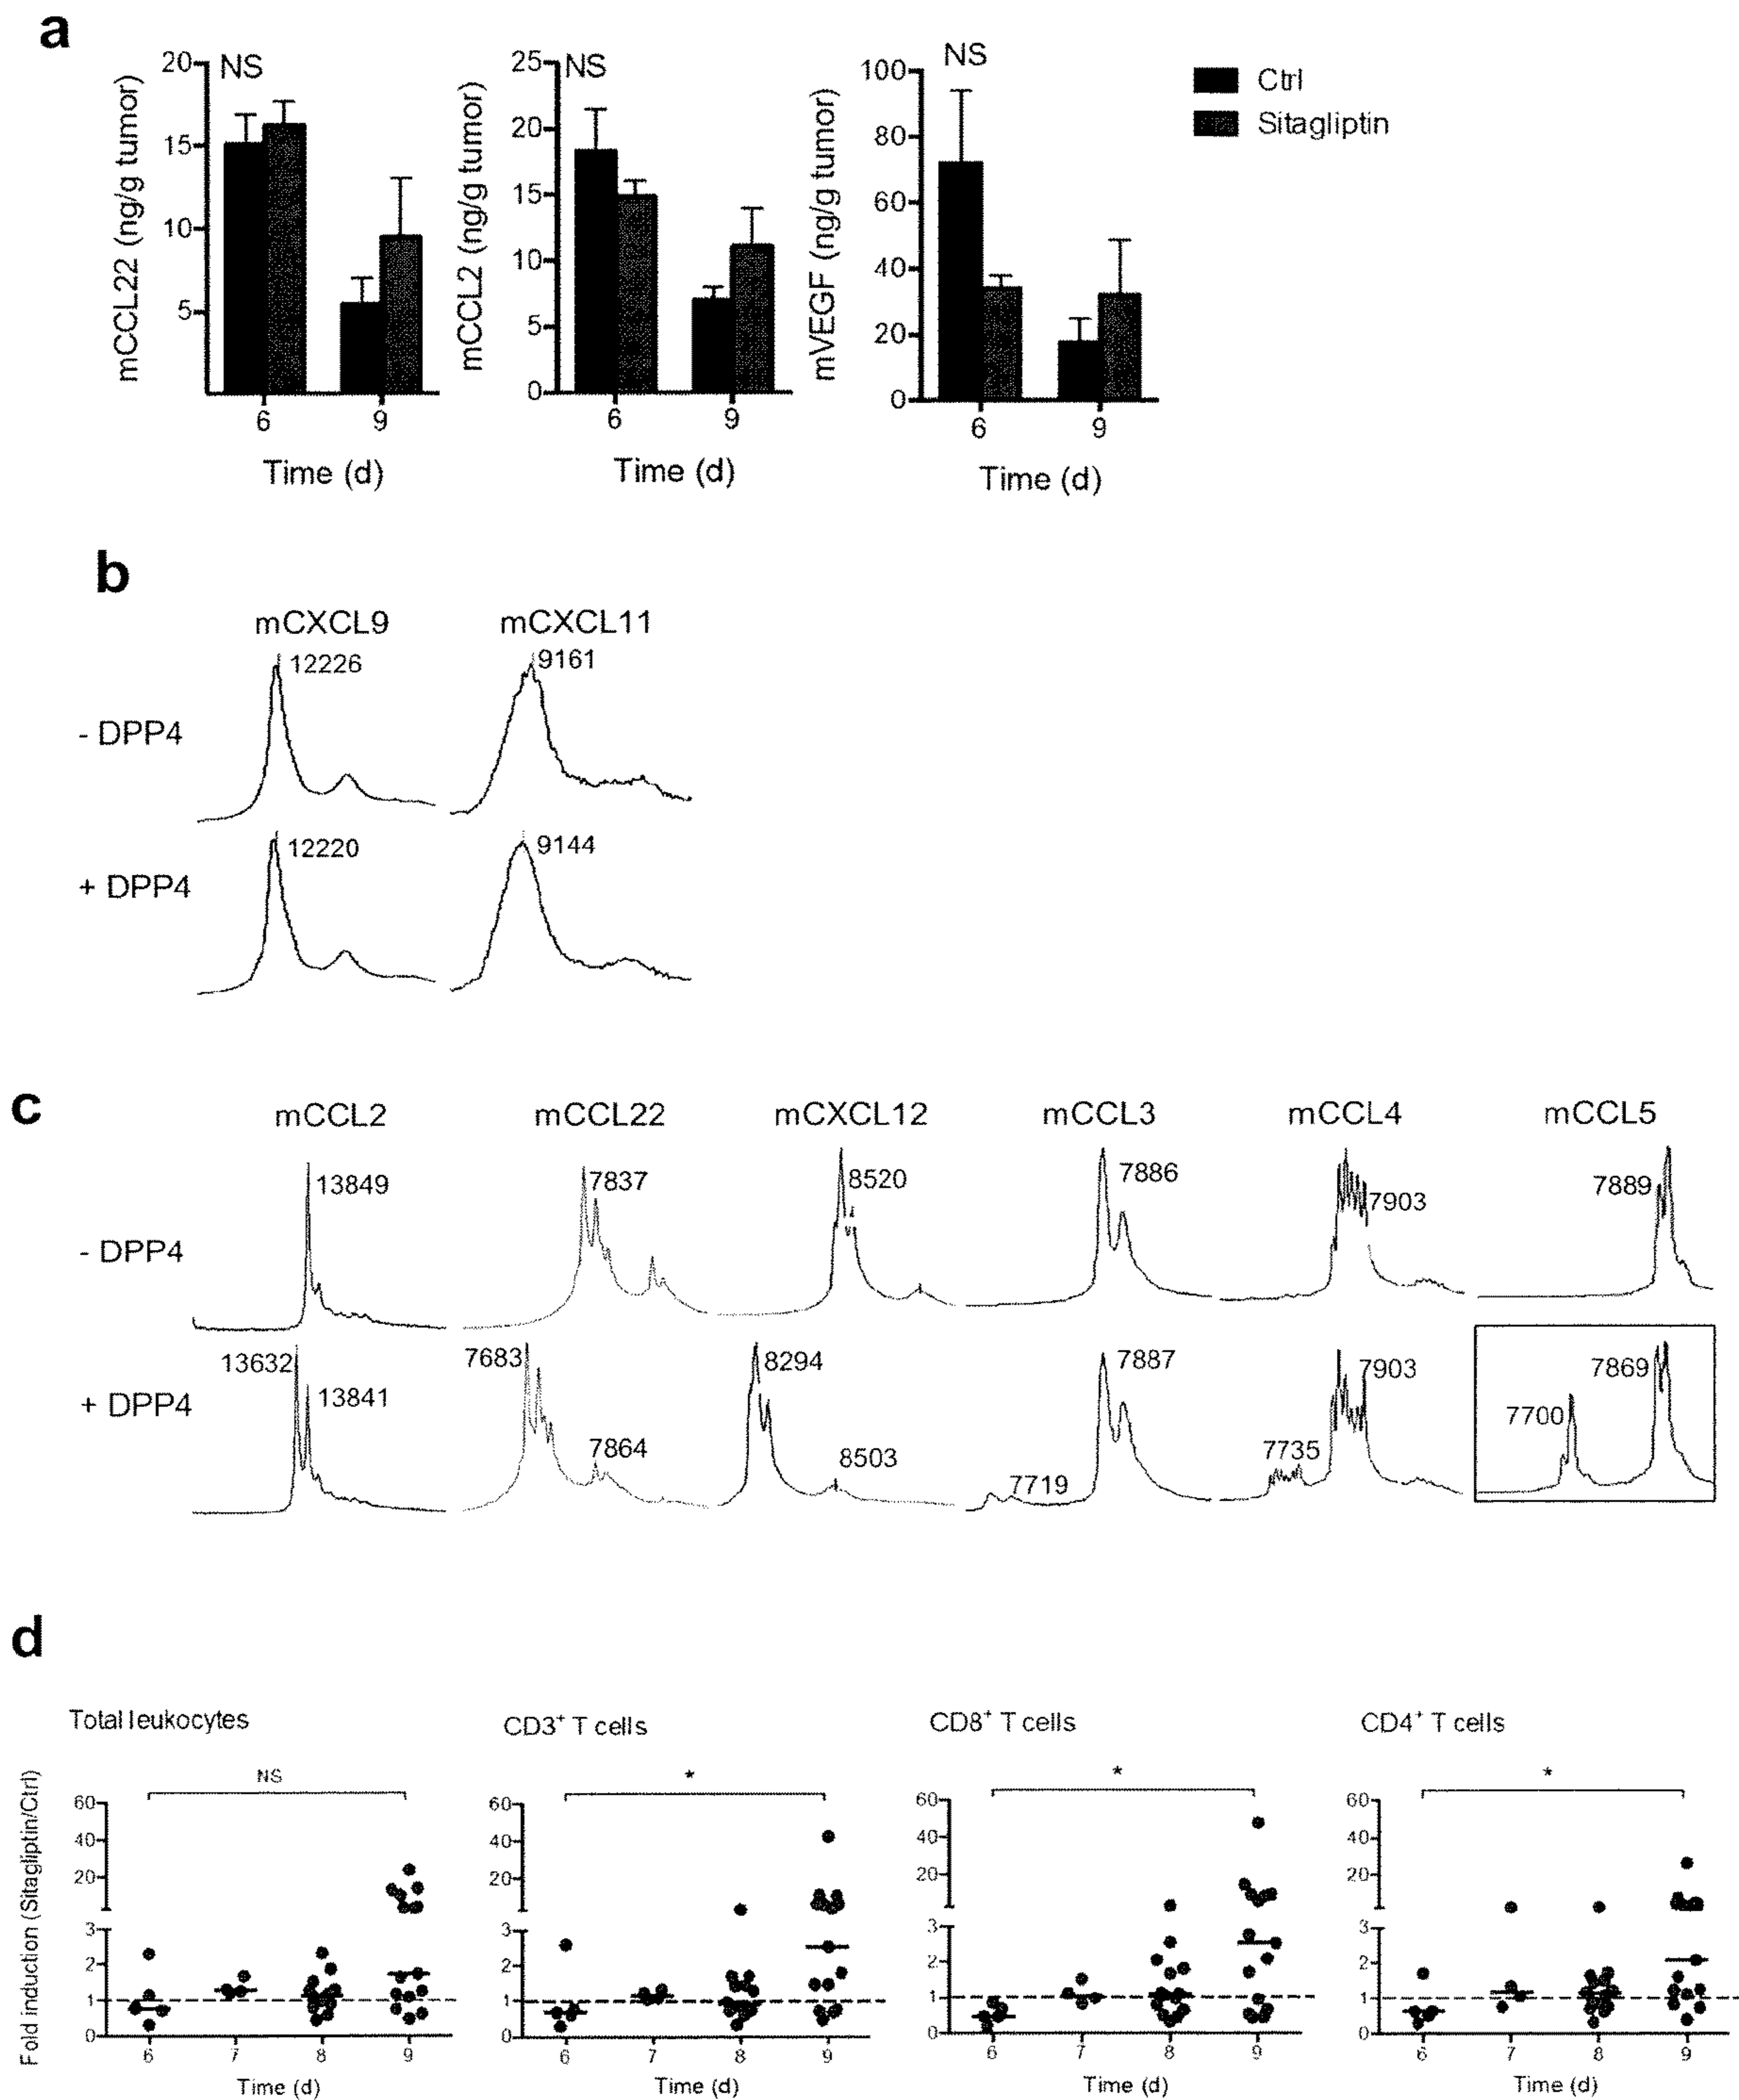 a
NS
NS
NS
Ctrl
Sitagliptin
mCCL22 (ng/g tumor)
20
15
10
5
6
9
Time (d)
mCCL2 (ng/g tumor)
25
20
15
10
5
0
6
9
Time (d)
mVEGF (ng/g tumor)
100
80
60
40
20
0
6
9
Time (d)
b
mCXCL9
mCXCL11
12226
9161
- DPP4
12220
9144
+ DPP4
c
mCCL2
mCCL22
mCXCL12
mCCL3
mCCL4
mCCL5
13849
7837
8520
7886
7903
7889
- DPP4
13632
13841
7683
7864
8294
8503
7719
7887
7735
7903
7700
7869
+ DPP4
d
Total leukocytes
CD3+ T cells
CD8+ T cells
CD4+ T cells
Fold induction (Sitagliptin/Ctrl)
NS
60
40
20
3
2
1
0
6
7
8
9
Time (d)
*
60
40
20
3
2
1
0
6
7
8
9
Time (d)
*
60
40
20
3
2
1
0
6
7
8
9
Time (d)
*
60
40
20
3
2
1
0
6
7
8
9
Time (d)